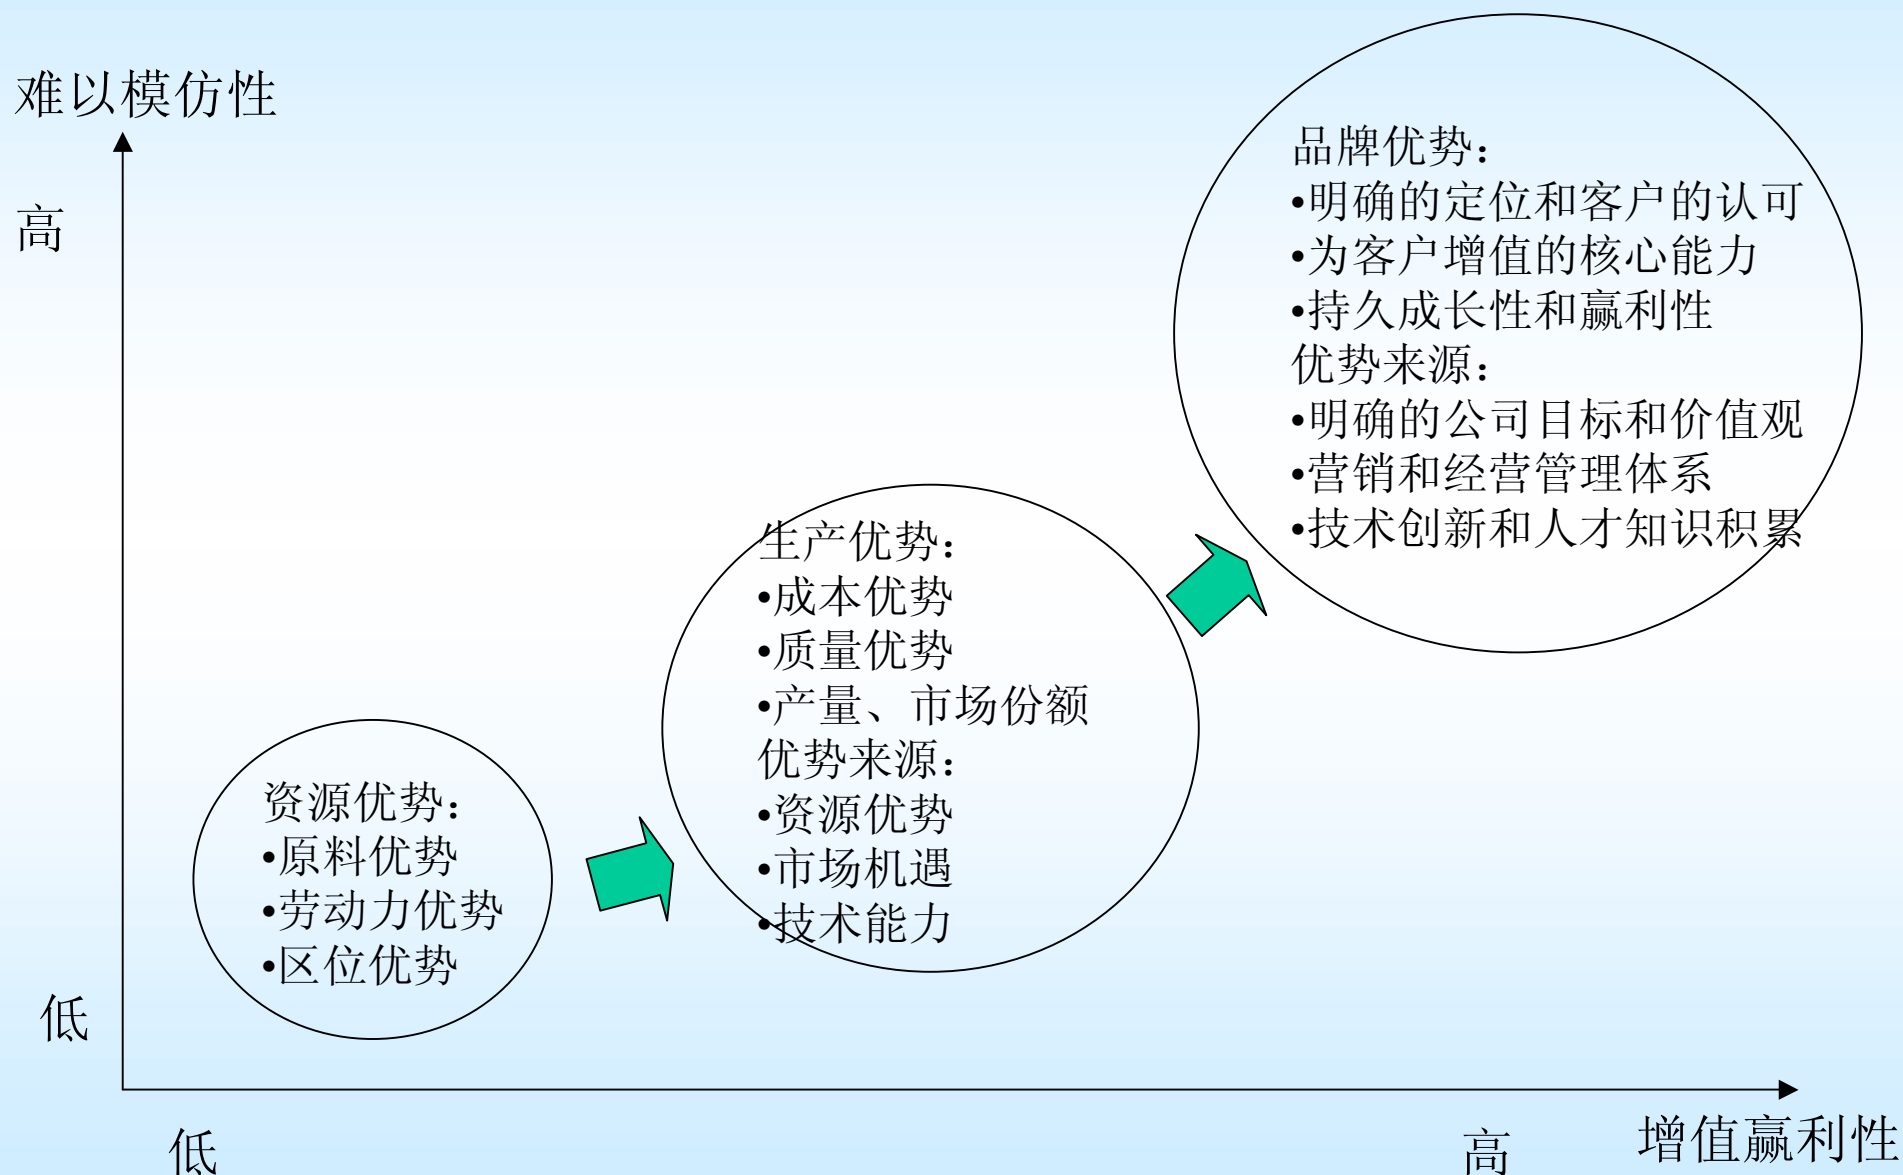 难以模仿性
高
品牌优势：
•明确的定位和客户的认可
•为客户增值的核心能力
•持久成长性和赢利性
优势来源：
•明确的公司目标和价值观
•营销和经营管理体系
•技术创新和人才知识积累
生产优势：
•成本优势
•质量优势
•产量、市场份额
优势来源：
•资源优势
•市场机遇
•技术能力
资源优势：
•原料优势
•劳动力优势
•区位优势
低
低
高
增值赢利性